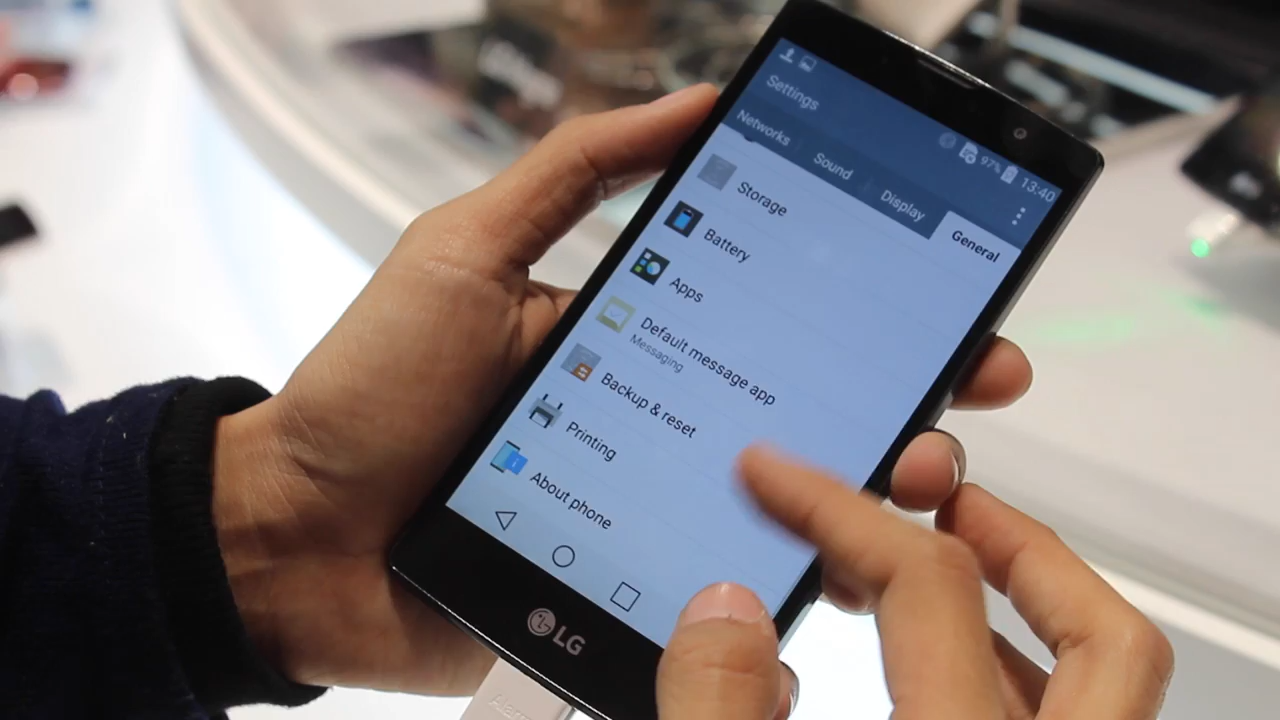 97% 13:40
Settings
Networks Sound Display General
Storage
Battery
Apps
Default message app
Messaging
Backup & reset
Printing
About phone
LG
Alarm